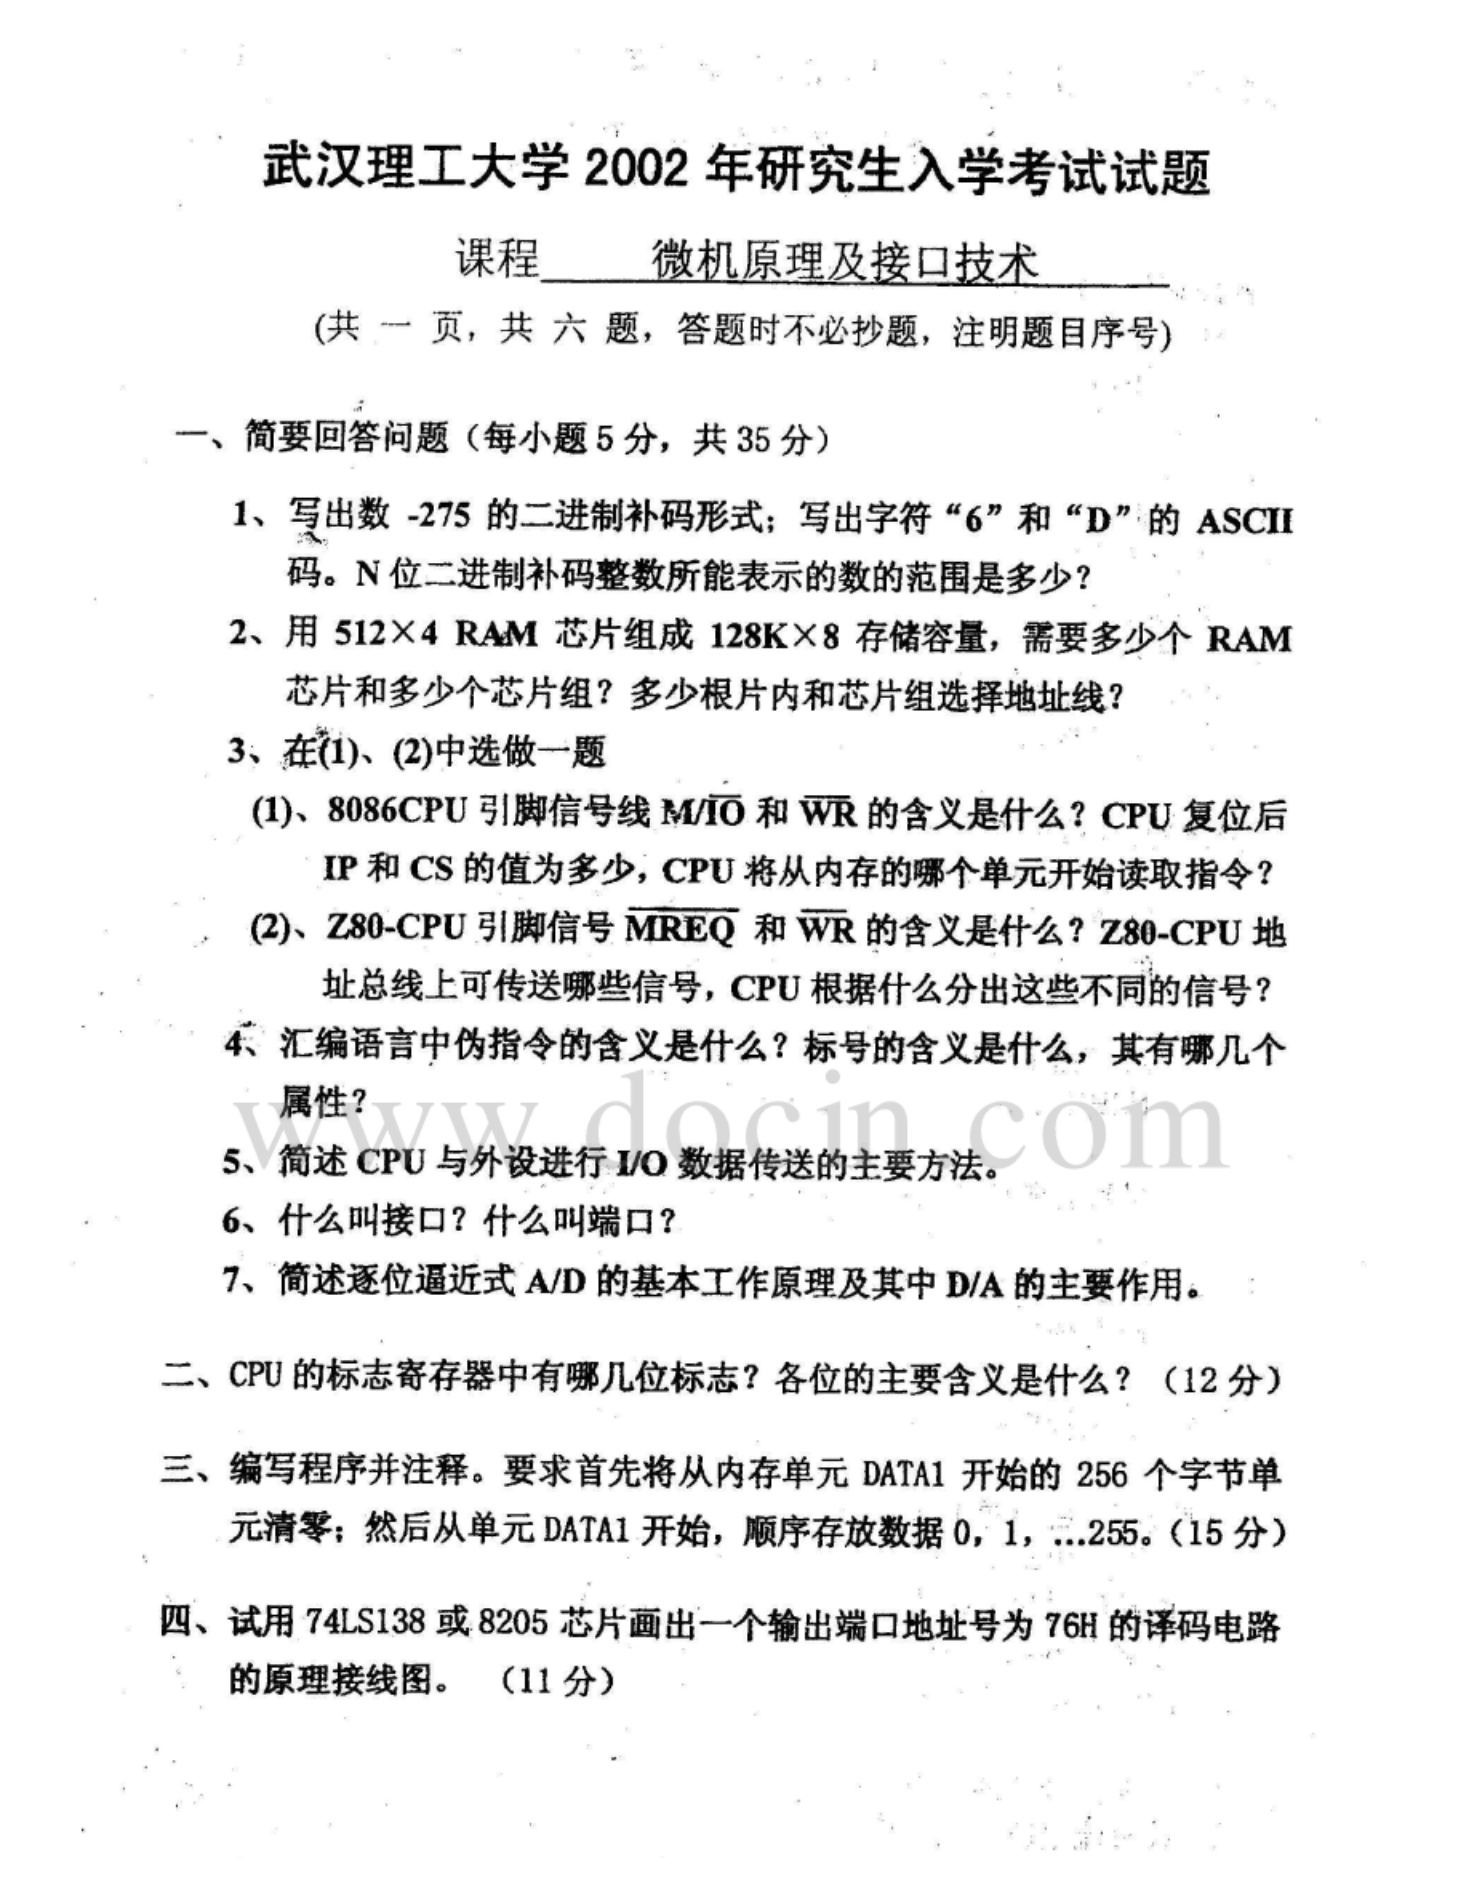 武汉理工大学 2002 年研究生入学考试试题
课程 微机原理及接口技术
(共 一 页，共 六 题，答题时不必抄题，注明题目序号)
一、简要回答问题（每小题 5 分，共 35 分）
1、写出数 -275 的二进制补码形式；写出字符“6”和“D”的 ASCII
码。N 位二进制补码整数所能表示的数的范围是多少？
2、用 512×4 RAM 芯片组成 128K×8 存储容量，需要多少个 RAM
芯片和多少个芯片组？多少根片内和芯片组选择地址线？
3、在(1)、(2)中选做一题
(1)、8086CPU 引脚信号线 M/I̅O̅ 和 W̅R̅ 的含义是什么？CPU 复位后
IP 和 CS 的值为多少，CPU 将从内存的哪个单元开始读取指令？
(2)、Z80-CPU 引脚信号 M̅R̅E̅Q̅ 和 W̅R̅ 的含义是什么？Z80-CPU 地
址总线上可传送哪些信号，CPU 根据什么分出这些不同的信号？
4、汇编语言中伪指令的含义是什么？标号的含义是什么，其有哪几个
属性？
www.docin.com
5、简述 CPU 与外设进行 I/O 数据传送的主要方法。
6、什么叫接口？什么叫端口？
7、简述逐位逼近式 A/D 的基本工作原理及其中 D/A 的主要作用。
二、CPU 的标志寄存器中有哪几位标志？各位的主要含义是什么？（12 分）
三、编写程序并注释。要求首先将从内存单元 DATA1 开始的 256 个字节单
元清零；然后从单元 DATA1 开始，顺序存放数据 0，1，…255。（15 分）
四、试用 74LS138 或 8205 芯片画出一个输出端口地址号为 76H 的译码电路
的原理接线图。 （11 分）